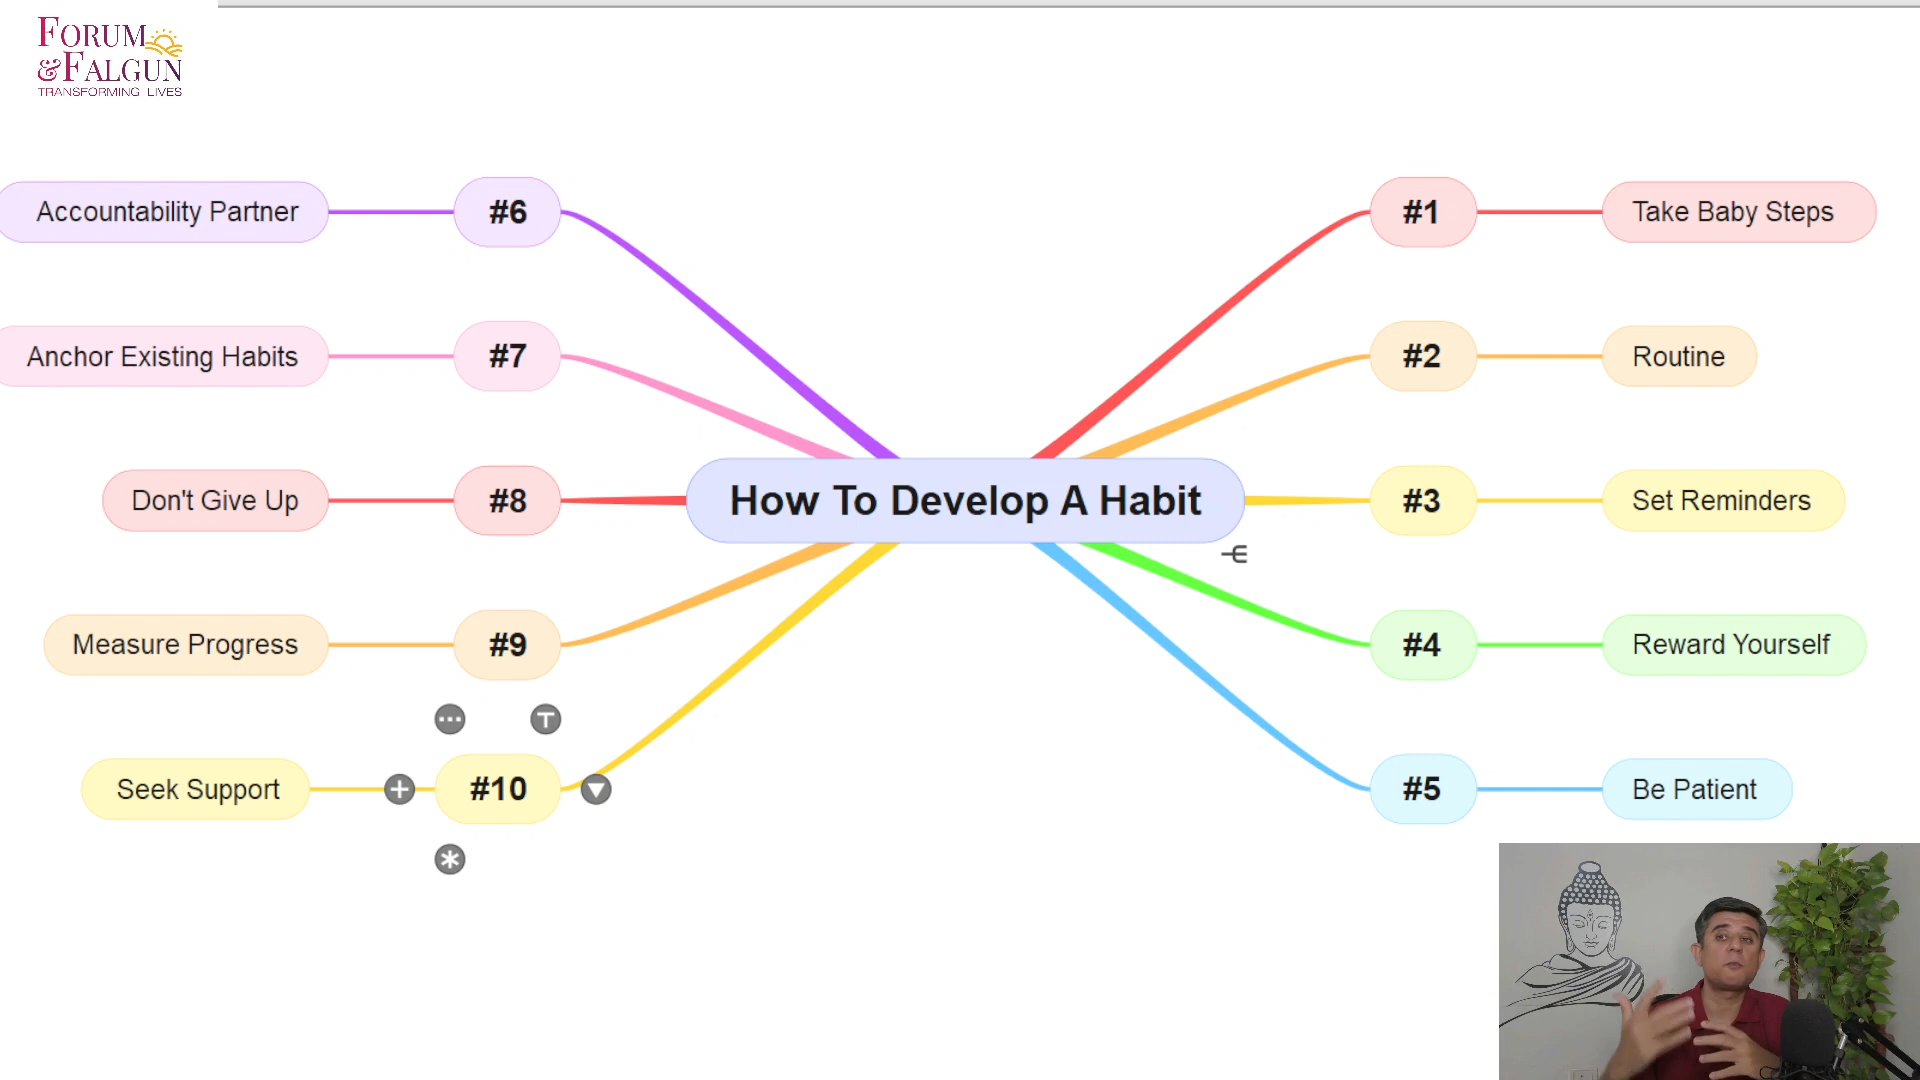 FORUM
&FALGUN
TRANSFORMING LIVES
How To Develop A Habit
#1
Take Baby Steps
#2
Routine
#3
Set Reminders
#4
Reward Yourself
#5
Be Patient
#6
Accountability Partner
#7
Anchor Existing Habits
#8
Don't Give Up
#9
Measure Progress
#10
Seek Support